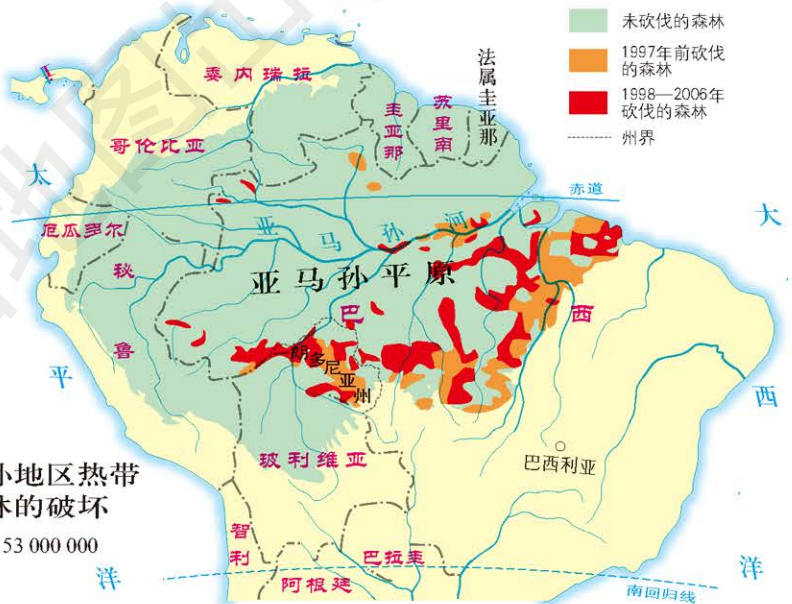 未砍伐的森林
1997年前砍伐
的森林
1998—2006年
砍伐的森林
州界
委内瑞拉
法属圭亚那
苏里南
圭亚那
哥伦比亚
太
赤道
大
厄瓜多尔
亚马孙河
秘
亚马孙平原
巴
西
鲁
朗多尼亚州
平
西
玻利维亚
巴西利亚
地区热带
的破坏
53 000 000
智利
巴拉圭
洋
洋
阿根廷
南回归线